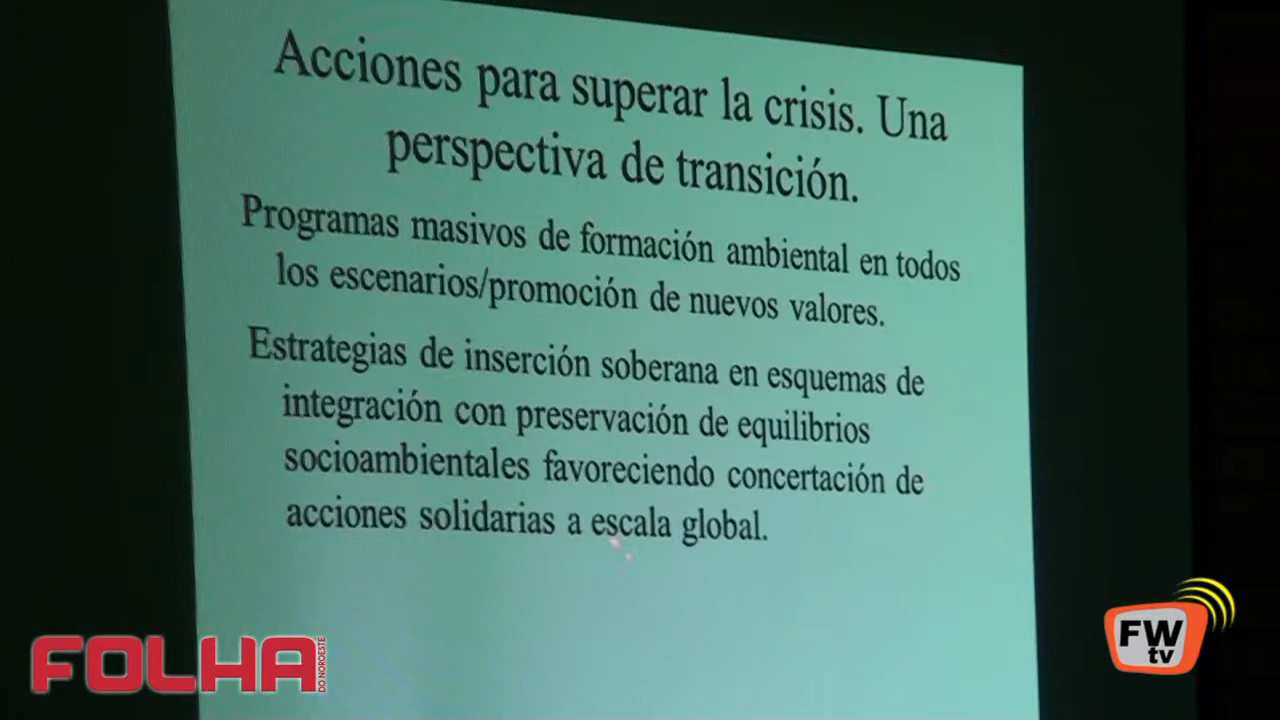 Acciones para superar la crisis. Una
perspectiva de transición.
Programas masivos de formación ambiental en todos
los escenarios/promoción de nuevos valores.
Estrategias de inserción soberana en esquemas de
integración con preservación de equilibrios
socioambientales favoreciendo concertación de
acciones solidarias a escala global.
FOLHA
DO NOROESTE
FW
tv